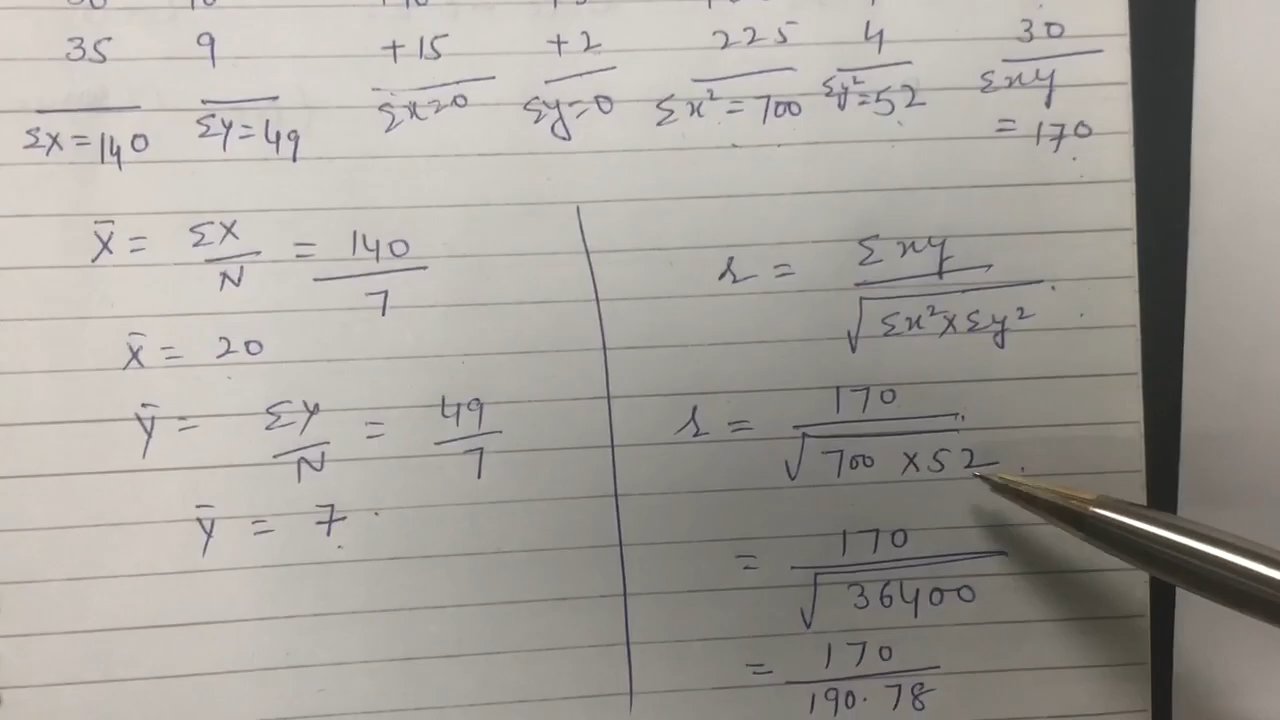 35 9 +15 +2 225 4 30
ΣX = 140 ΣY = 49 Σx=0 Σy=0 Σx² = 700 Σy² = 52 Σxy = 170
X̄ = ΣX/N = 140/7
X̄ = 20
Ȳ = ΣY/N = 49/7
Ȳ = 7.
r = Σxy/√Σx²×Σy²
r = 170/√700 × 52
= 170/√36400
= 170/190.78